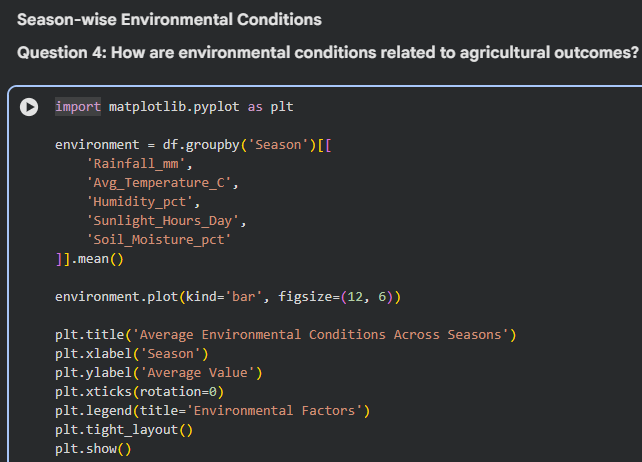 Season-wise Environmental Conditions
Question 4: How are environmental conditions related to agricultural outcomes?
import matplotlib.pyplot as plt
environment = df.groupby('Season')[[
    'Rainfall_mm',
    'Avg_Temperature_C',
    'Humidity_pct',
    'Sunlight_Hours_Day',
    'Soil_Moisture_pct'
]].mean()
environment.plot(kind='bar', figsize=(12, 6))
plt.title('Average Environmental Conditions Across Seasons')
plt.xlabel('Season')
plt.ylabel('Average Value')
plt.xticks(rotation=0)
plt.legend(title='Environmental Factors')
plt.tight_layout()
plt.show()